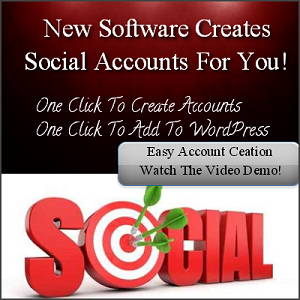 New Software Creates
Social Accounts For You!
One Click To Create Accounts
One Click To Add To WordPress
Easy Account Ceation
Watch The Video Demo!
SOCIAL